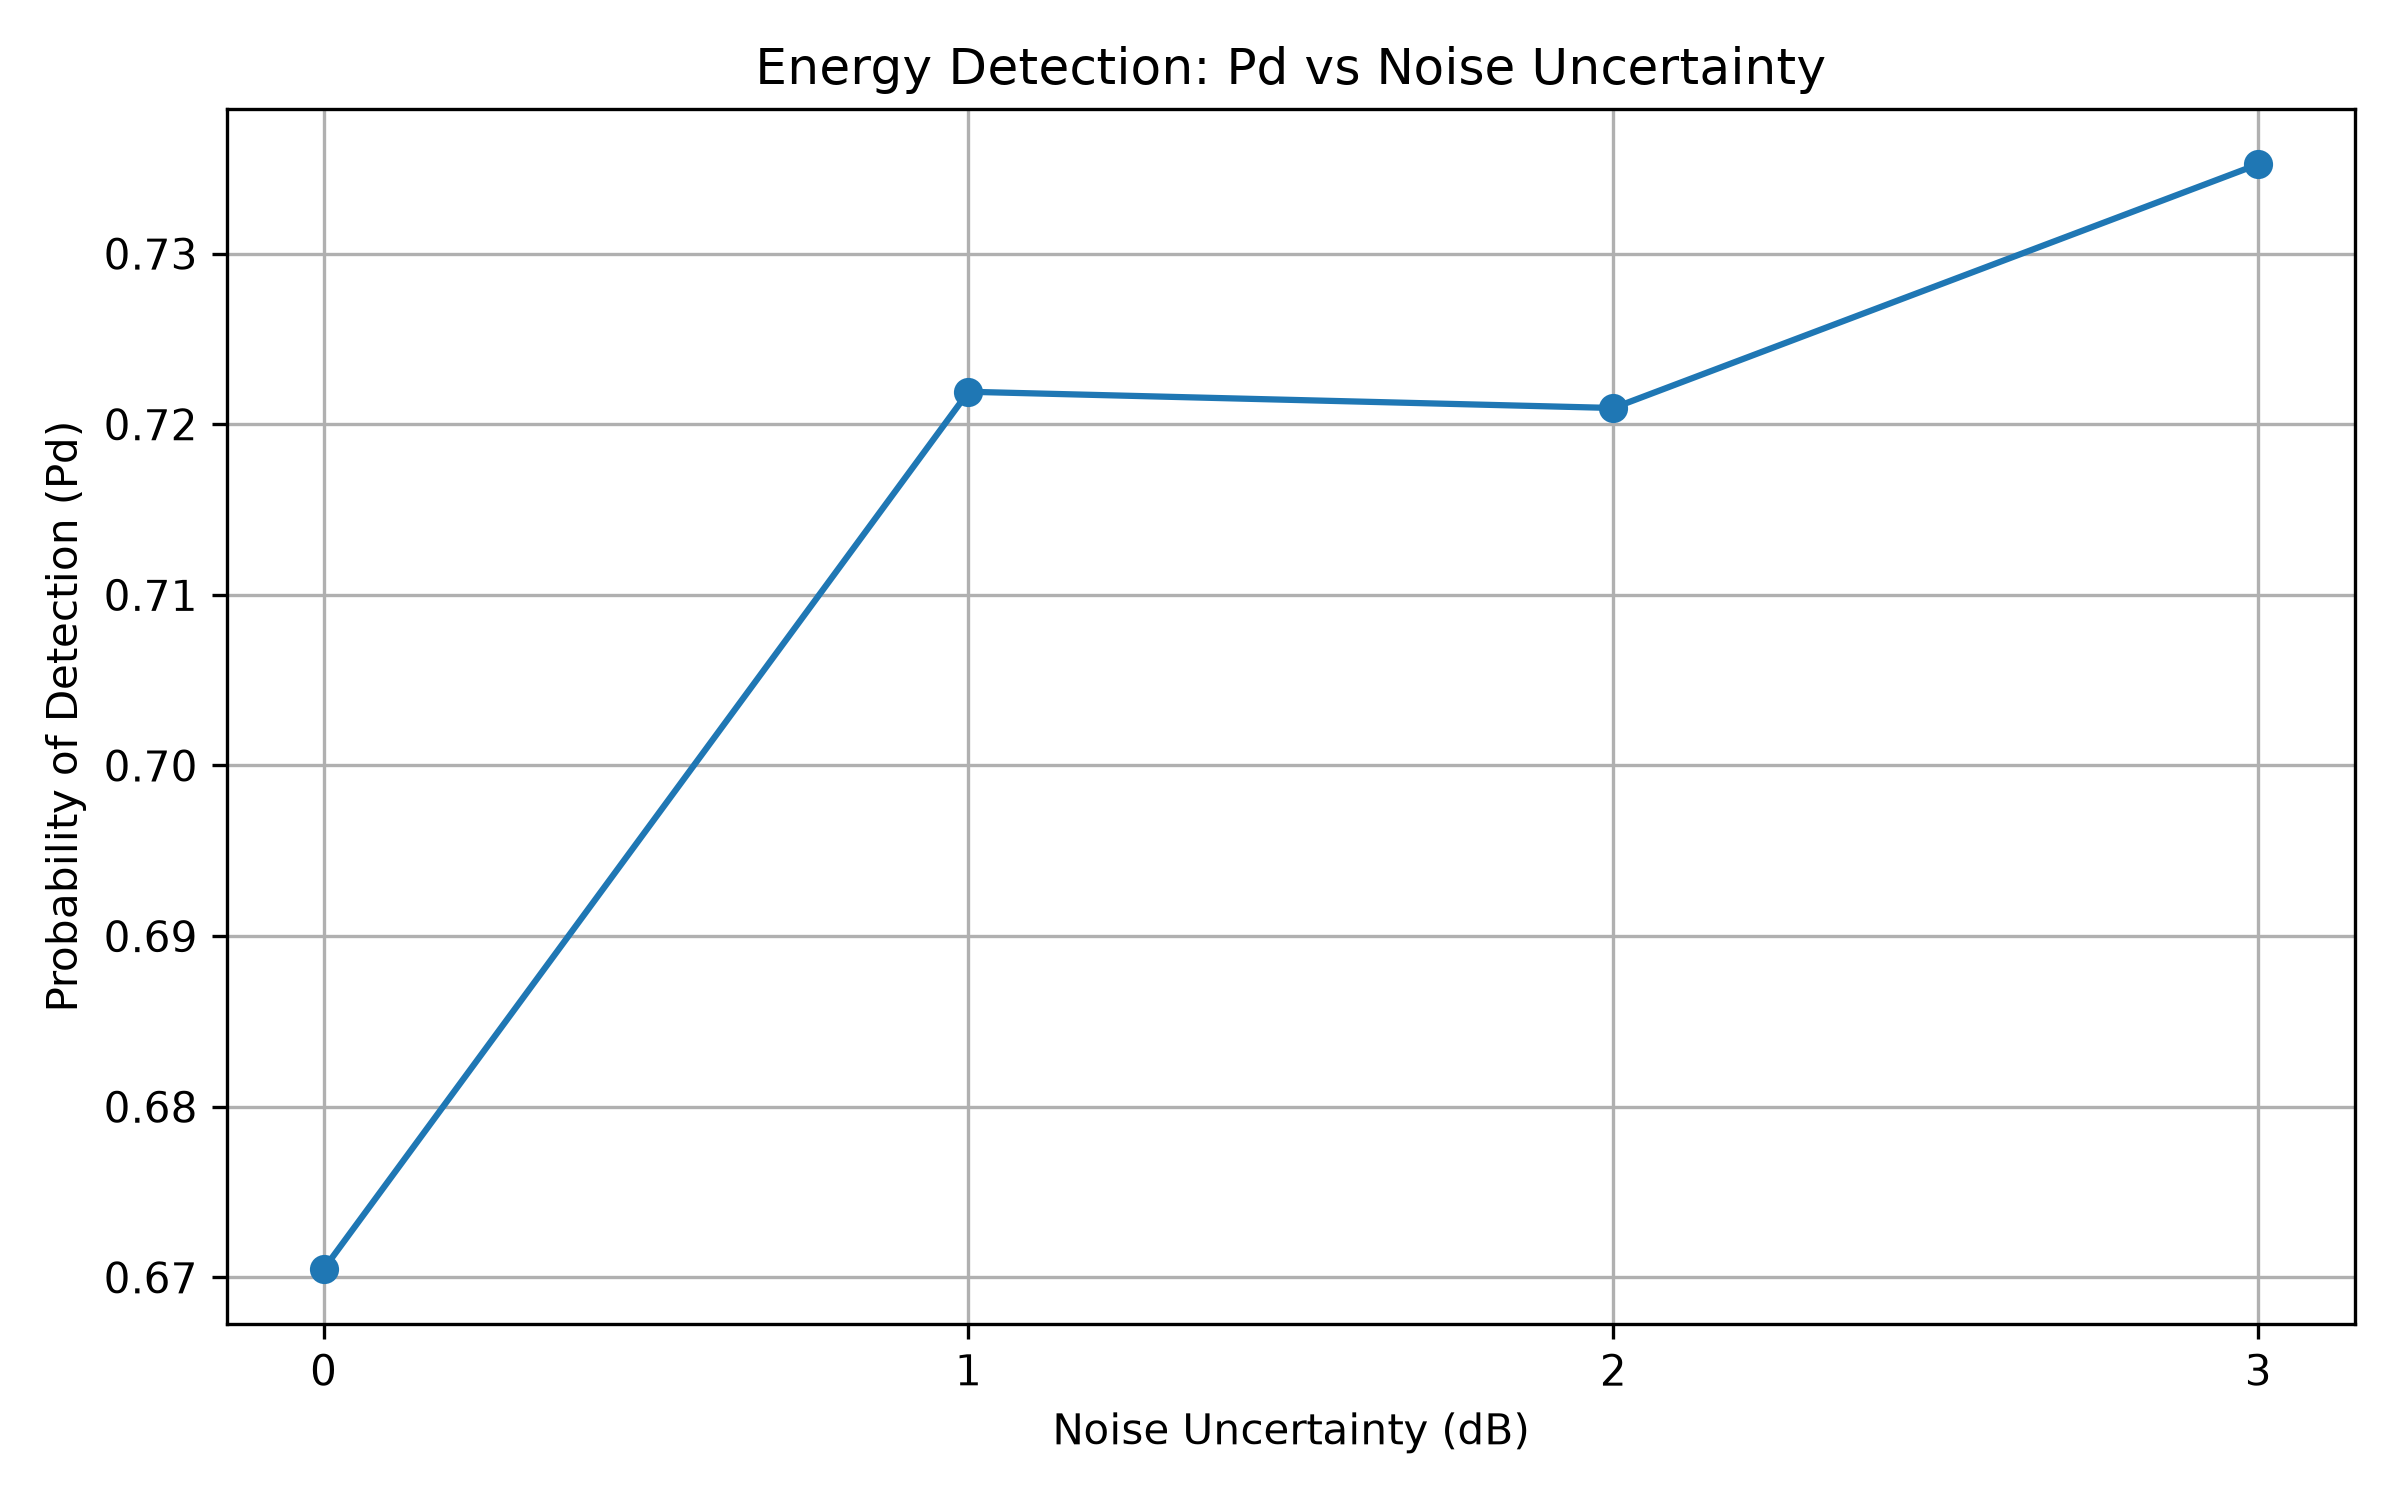 Energy Detection: Pd vs Noise Uncertainty
Probability of Detection (Pd)
0.73
0.72
0.71
0.70
0.69
0.68
0.67
0 1 2 3
Noise Uncertainty (dB)